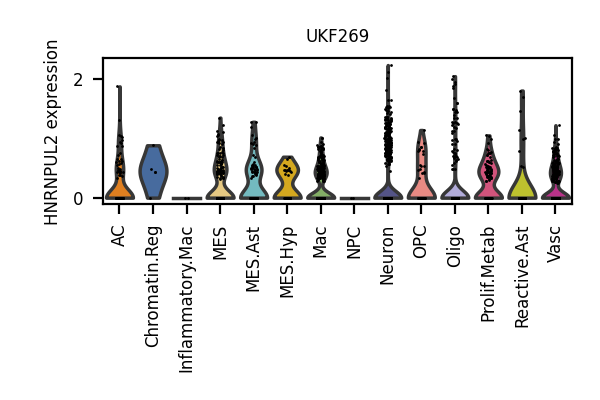 UKF269
HNRNPUL2 expression
2
0
AC
Chromatin.Reg
Inflammatory.Mac
MES
MES.Ast
MES.Hyp
Mac
NPC
Neuron
OPC
Oligo
Prolif.Metab
Reactive.Ast
Vasc